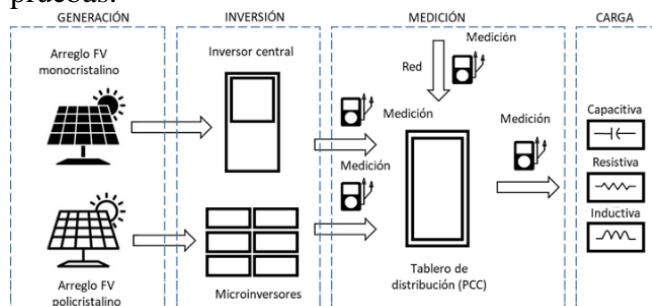 pruebas.
GENERACIÓN
INVERSIÓN
MEDICIÓN
CARGA
Arreglo FV
monocristalino
Inversor central
Red
Medición
Medición
Medición
Medición
Capacitiva
Resistiva
Inductiva
Arreglo FV
policristalino
Microinversores
Tablero de
distribución (PCC)